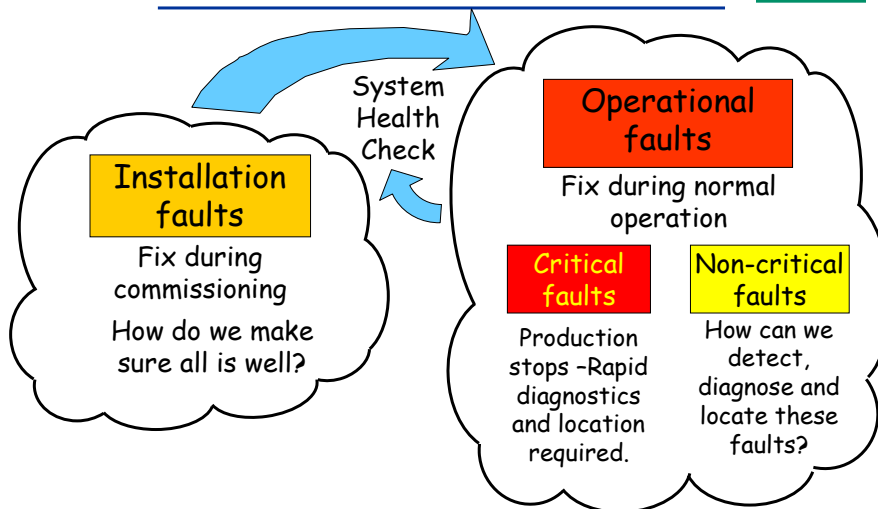 System
Health
Check
Installation
faults
Fix during
commissioning
How do we make
sure all is well?
Operational
faults
Fix during normal
operation
Critical
faults
Production
stops –Rapid
diagnostics
and location
required.
Non-critical
faults
How can we
detect,
diagnose and
locate these
faults?